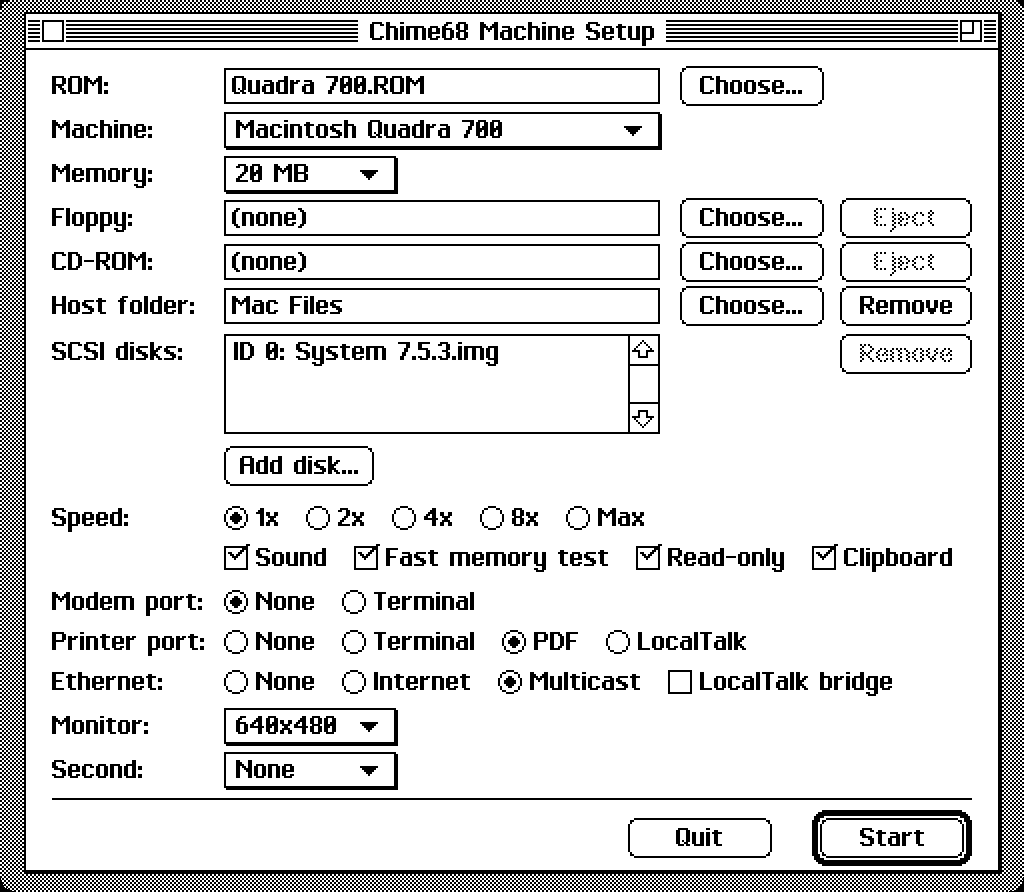 Chime68 Machine Setup
ROM: Quadra 700.ROM Choose...
Machine: Macintosh Quadra 700
Memory: 20 MB
Floppy: (none) Choose... Eject
CD-ROM: (none) Choose... Eject
Host folder: Mac Files Choose... Remove
SCSI disks: ID 0: System 7.5.3.img Remove
Add disk...
Speed: 1x 2x 4x 8x Max
Sound Fast memory test Read-only Clipboard
Modem port: None Terminal
Printer port: None Terminal PDF LocalTalk
Ethernet: None Internet Multicast LocalTalk bridge
Monitor: 640x480
Second: None
Quit Start